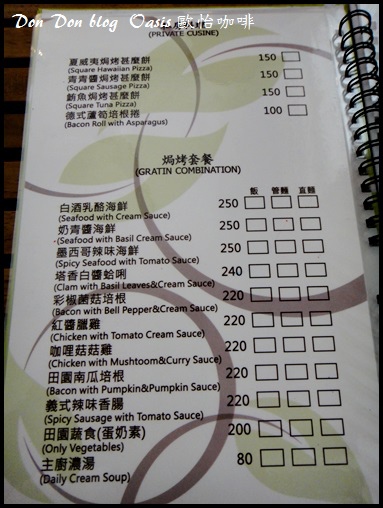 Don Don blog  Oasis 歐怡咖啡
(PRIVATE CUSINE)
夏威夷焗烤甚麼餅 150
(Square Hawaiian Pizza)
青青醬焗烤甚麼餅 150
(Square Sausage Pizza)
鮪魚焗烤甚麼餅 150
(Square Tuna Pizza)
德式蘆筍培根捲 100
(Bacon Roll with Asparagus)
焗烤套餐
(GRATIN COMBINATION)
飯 管麵 直麵
白酒乳酪海鮮 250
(Seafood with Cream Sauce)
奶青醬海鮮 250
(Seafood with Basil Cream Sauce)
墨西哥辣味海鮮 250
(Spicy Seafood with Tomato Sauce)
塔香白醬蛤唎 240
(Clam with Basil Leaves&Cream Sauce)
彩椒菌菇培根 220
(Bacon with Bell Pepper&Cream Sauce)
紅醬臘雞 220
(Chicken with Tomato Cream Sauce)
咖哩菇菇雞 220
(Chicken with Mushtoom&Curry Sauce)
田園南瓜培根 220
(Bacon with Pumpkin&Pumpkin Sauce)
義式辣味香腸 220
(Spicy Sausage with Tomato Sauce)
田園蔬食(蛋奶素) 200
(Only Vegetables)
主廚濃湯 80
(Daily Cream Soup)